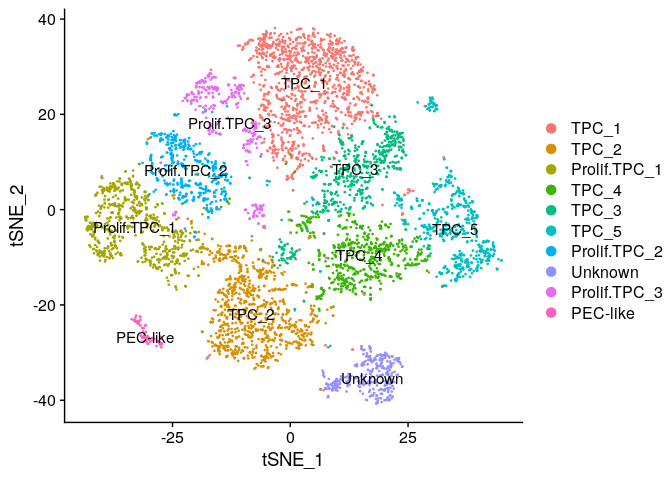 40
20
0
-20
-40
-25
0
25
tSNE_2
tSNE_1
TPC_1
Prolif.TPC_3
Prolif.TPC_2
TPC_3
Prolif.TPC_1
TPC_5
TPC_4
TPC_2
PEC-like
Unknown
TPC_1
TPC_2
Prolif.TPC_1
TPC_4
TPC_3
TPC_5
Prolif.TPC_2
Unknown
Prolif.TPC_3
PEC-like